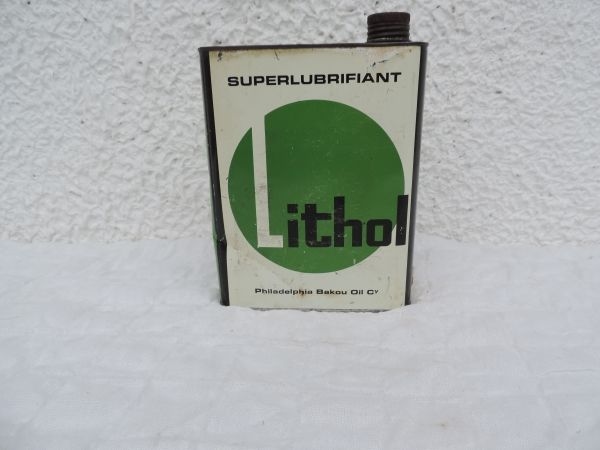 SUPERLUBRIFIANT
Lithol
Philadelphia Bakou Oil Cʸ